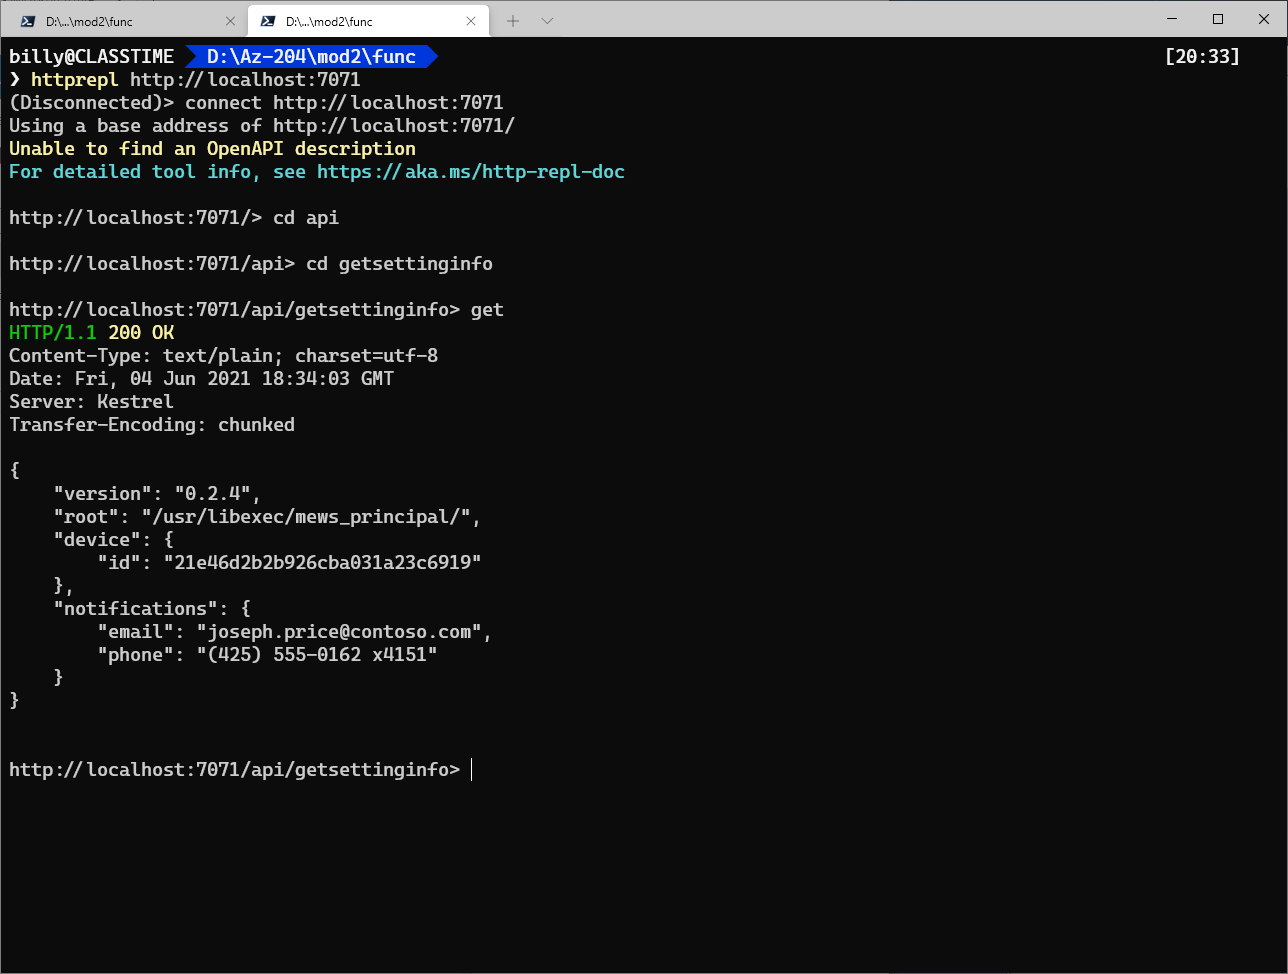 D:\...\mod2\func
D:\...\mod2\func
billy@CLASSTIME D:\Az-204\mod2\func [20:33]
❯ httprepl http://localhost:7071
(Disconnected)> connect http://localhost:7071
Using a base address of http://localhost:7071/
Unable to find an OpenAPI description
For detailed tool info, see https://aka.ms/http-repl-doc
http://localhost:7071/> cd api
http://localhost:7071/api> cd getsettinginfo
http://localhost:7071/api/getsettinginfo> get
HTTP/1.1 200 OK
Content-Type: text/plain; charset=utf-8
Date: Fri, 04 Jun 2021 18:34:03 GMT
Server: Kestrel
Transfer-Encoding: chunked
{
    "version": "0.2.4",
    "root": "/usr/libexec/mews_principal/",
    "device": {
        "id": "21e46d2b2b926cba031a23c6919"
    },
    "notifications": {
        "email": "joseph.price@contoso.com",
        "phone": "(425) 555-0162 x4151"
    }
}
http://localhost:7071/api/getsettinginfo>